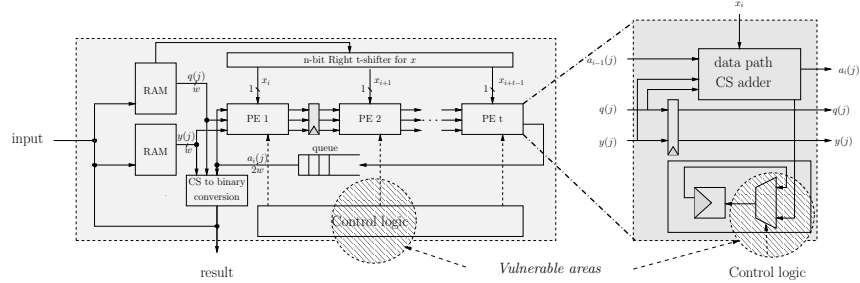 input
RAM
q(j)
w
RAM
y(j)
w
n-bit Right t-shifter for x
1
x_i
1
x_{i+1}
1
x_{i+t−1}
PE 1
PE 2
· · ·
PE t
queue
a_i(j)
2w
CS to binary
conversion
Control logic
result
Vulnerable areas
x_i
a_{i−1}(j)
data path
CS adder
a_i(j)
q(j)
q(j)
y(j)
y(j)
Control logic